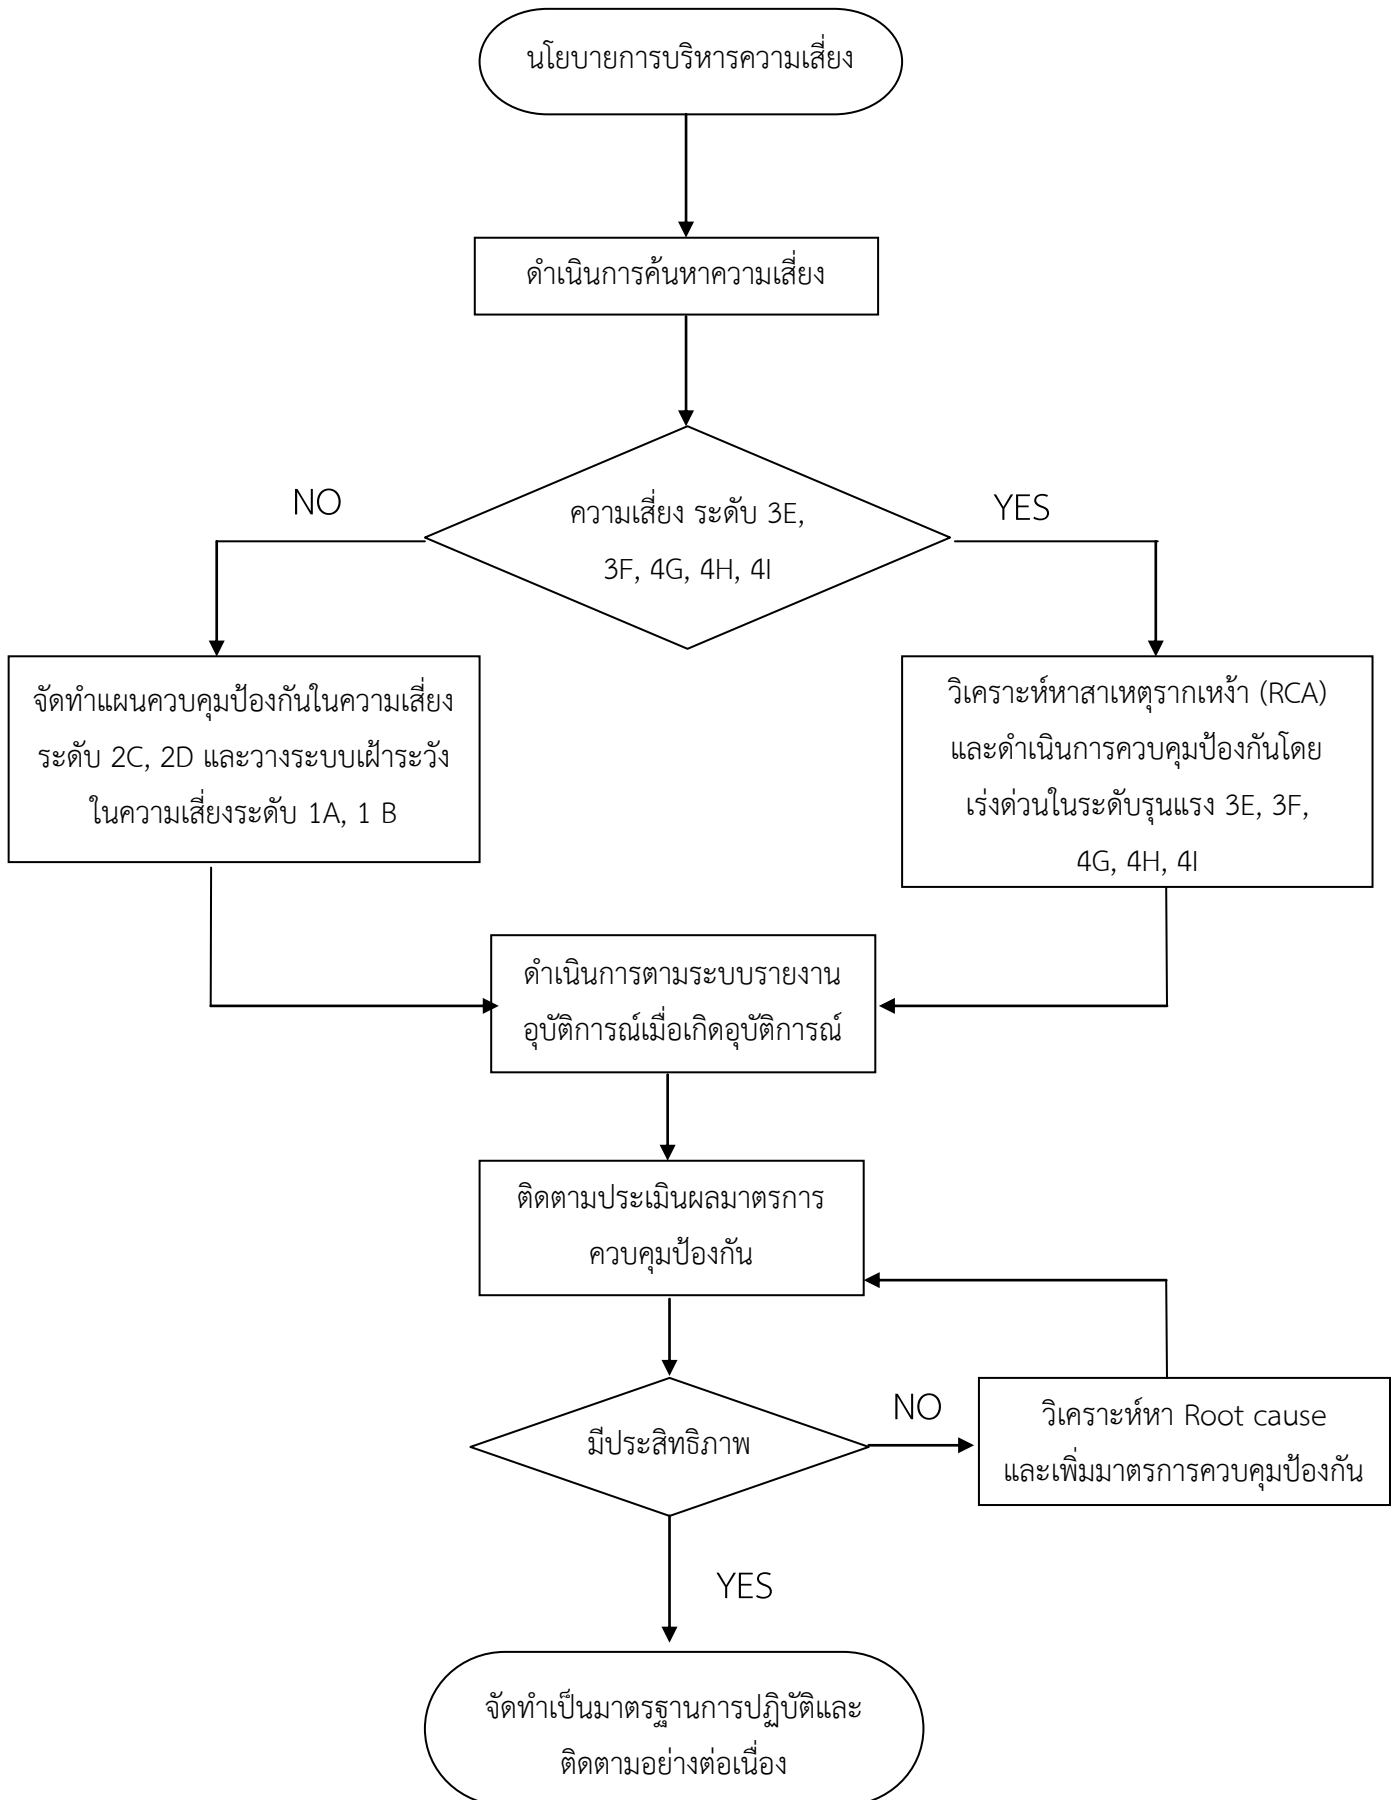 นโยบายการบริหารความเสี่ยง
ดำเนินการค้นหาความเสี่ยง
ความเสี่ยง ระดับ 3E,
3F, 4G, 4H, 4I
NO
YES
จัดทำแผนควบคุมป้องกันในความเสี่ยง
ระดับ 2C, 2D และวางระบบเฝ้าระวัง
ในความเสี่ยงระดับ 1A, 1 B
วิเคราะห์หาสาเหตุรากเหง้า (RCA)
และดำเนินการควบคุมป้องกันโดย
เร่งด่วนในระดับรุนแรง 3E, 3F,
4G, 4H, 4I
ดำเนินการตามระบบรายงาน
อุบัติการณ์เมื่อเกิดอุบัติการณ์
ติดตามประเมินผลมาตรการ
ควบคุมป้องกัน
มีประสิทธิภาพ
NO
วิเคราะห์หา Root cause
และเพิ่มมาตรการควบคุมป้องกัน
YES
จัดทำเป็นมาตรฐานการปฏิบัติและ
ติดตามอย่างต่อเนื่อง